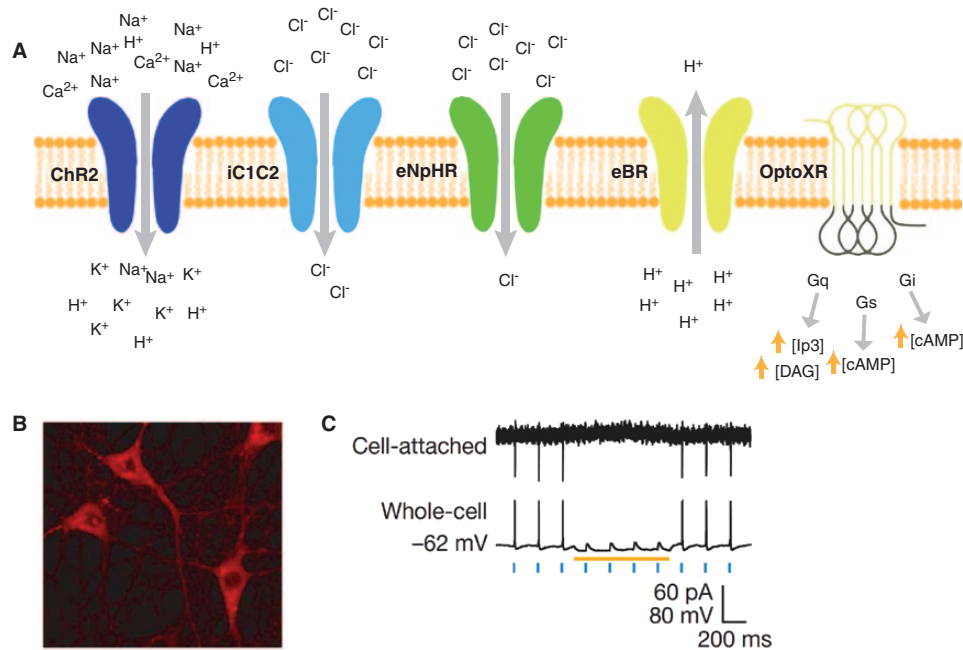 A
Na⁺
Na⁺ H⁺ Na⁺
Na⁺ Ca²⁺ H⁺
Na⁺
Ca²⁺ Na⁺ Ca²⁺
Cl⁻
Cl⁻ Cl⁻
Cl⁻ Cl⁻ Cl⁻
Cl⁻ Cl⁻
Cl⁻ Cl⁻ Cl⁻
Cl⁻ Cl⁻
H⁺
ChR2 iC1C2 eNpHR eBR OptoXR
K⁺ Na⁺ Na⁺ K⁺
H⁺ K⁺ K⁺ H⁺
K⁺ H⁺
Cl⁻
Cl⁻
Cl⁻
H⁺ H⁺ H⁺
H⁺ H⁺ H⁺
Gq Gs Gi
[Ip3] [cAMP]
[DAG] [cAMP]
B
C
Cell-attached
Whole-cell
–62 mV
60 pA
80 mV
200 ms